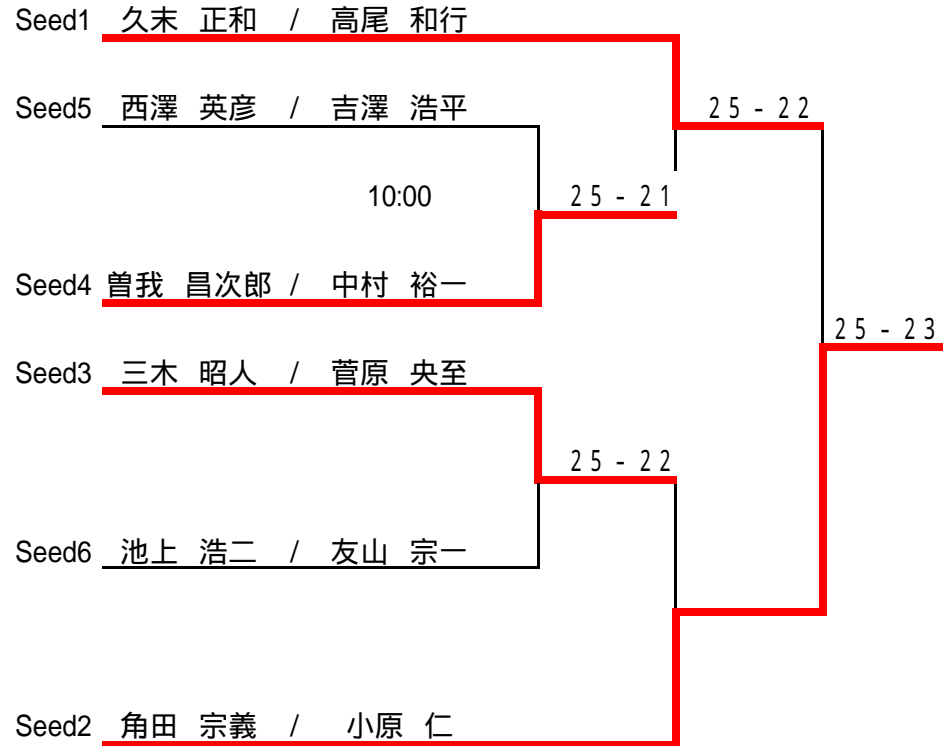 Seed1 久末 正和 / 高尾 和行
Seed5 西澤 英彦 / 吉澤 浩平
25-22
10:00
25-21
Seed4 曽我 昌次郎 / 中村 裕一
25-23
Seed3 三木 昭人 / 菅原 央至
25-22
Seed6 池上 浩二 / 友山 宗一
Seed2 角田 宗義 / 小原 仁